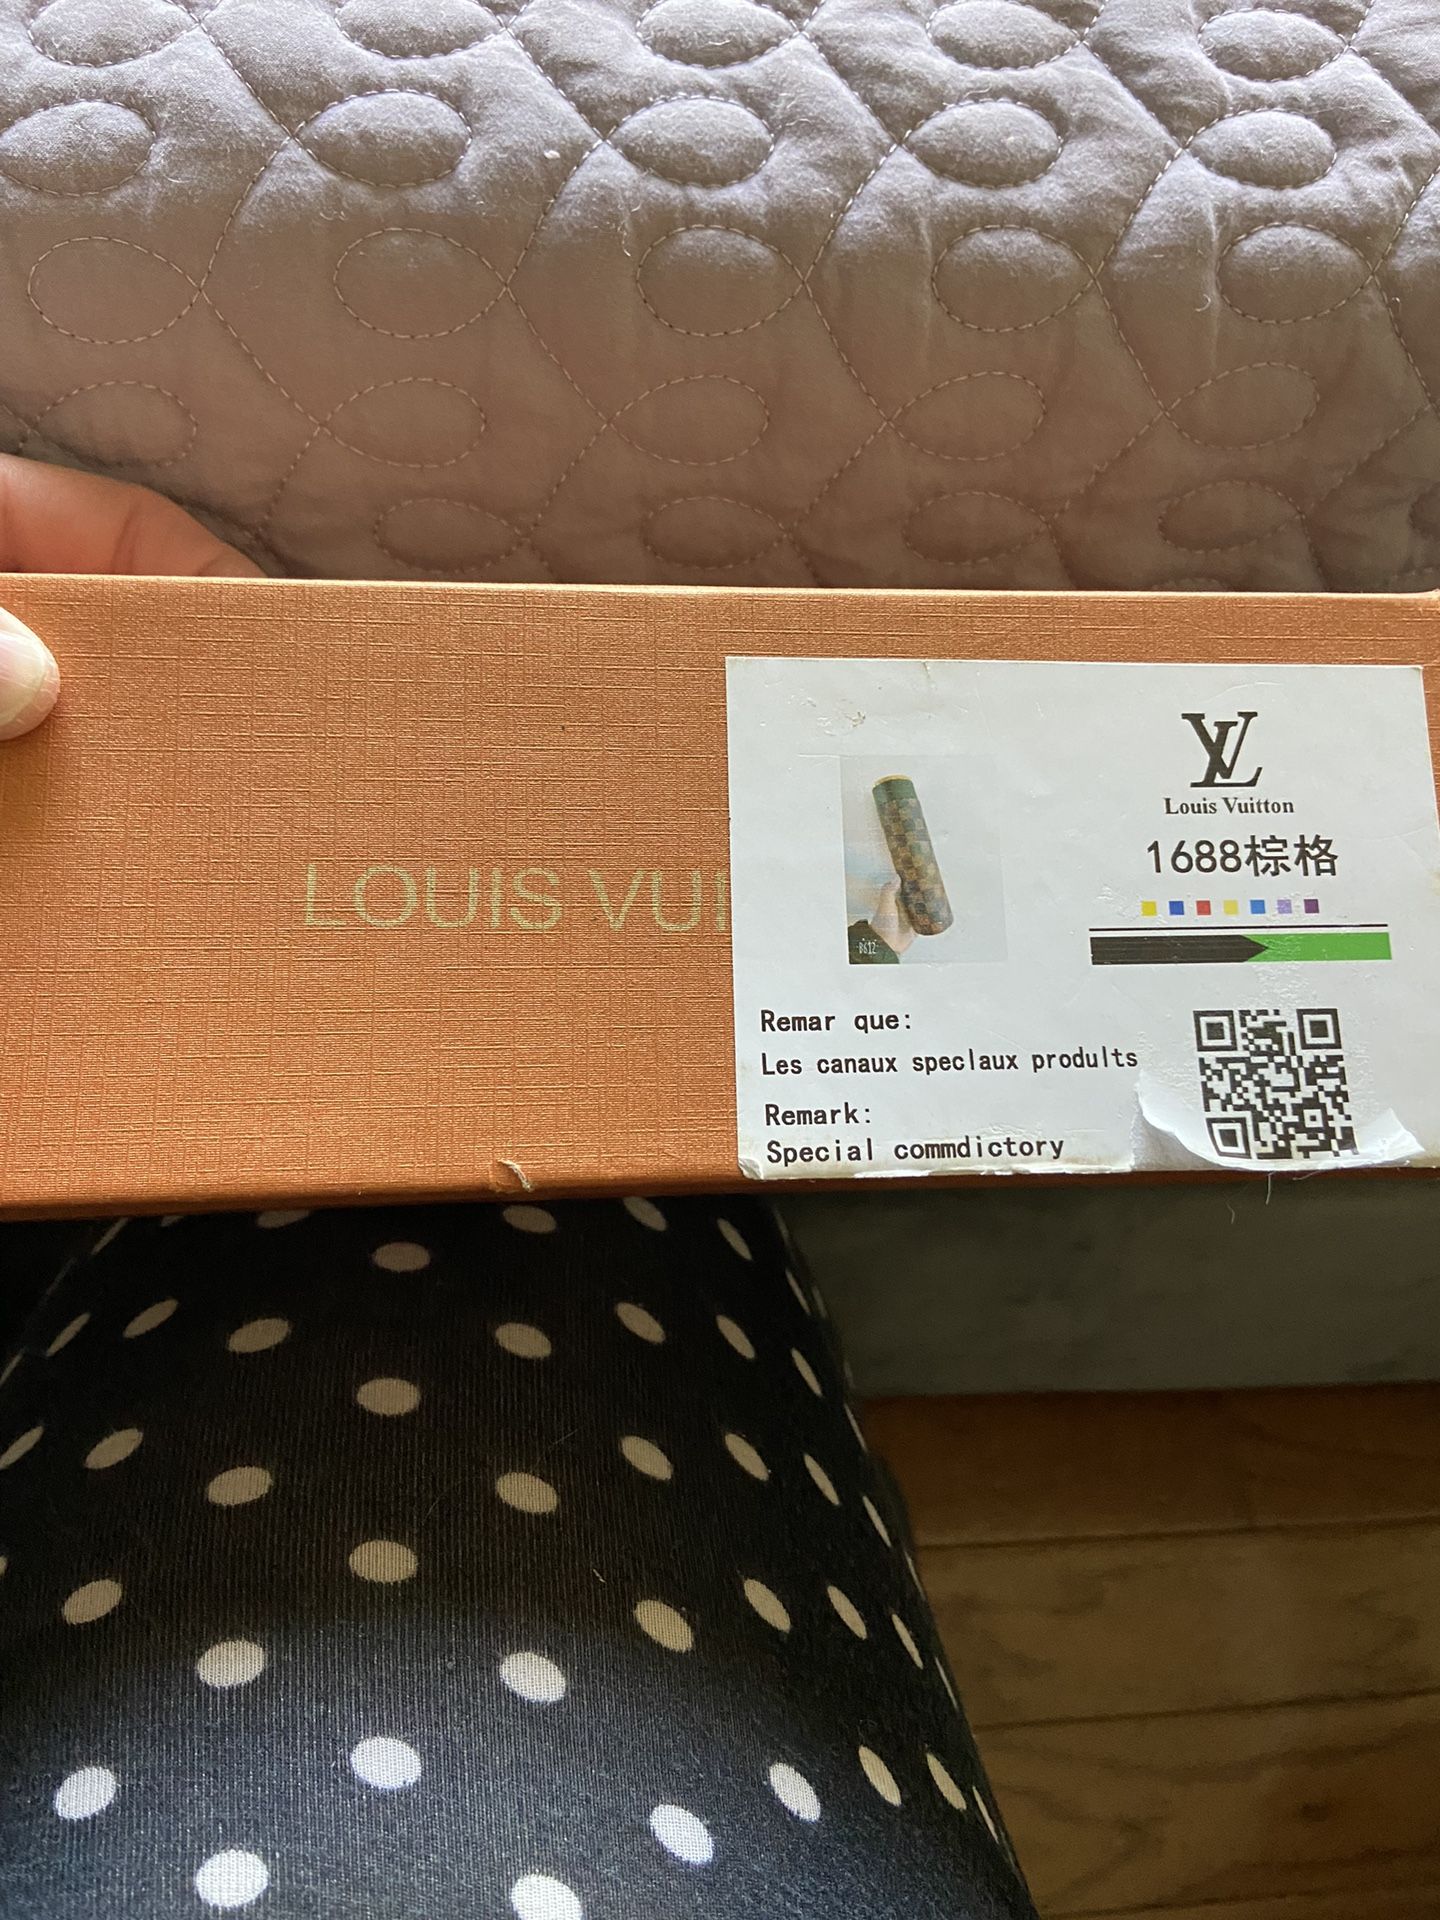 LOUIS VUI
LV
Louis Vuitton
1688棕格
B612
Remar que:
Les canaux speclaux prodults
Remark:
Special commdictory